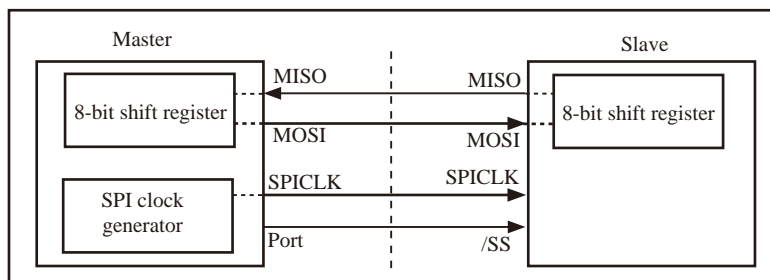 Master
Slave
MISO
MISO
8-bit shift register
8-bit shift register
MOSI
MOSI
SPICLK
SPICLK
SPI clock
generator
Port
/SS